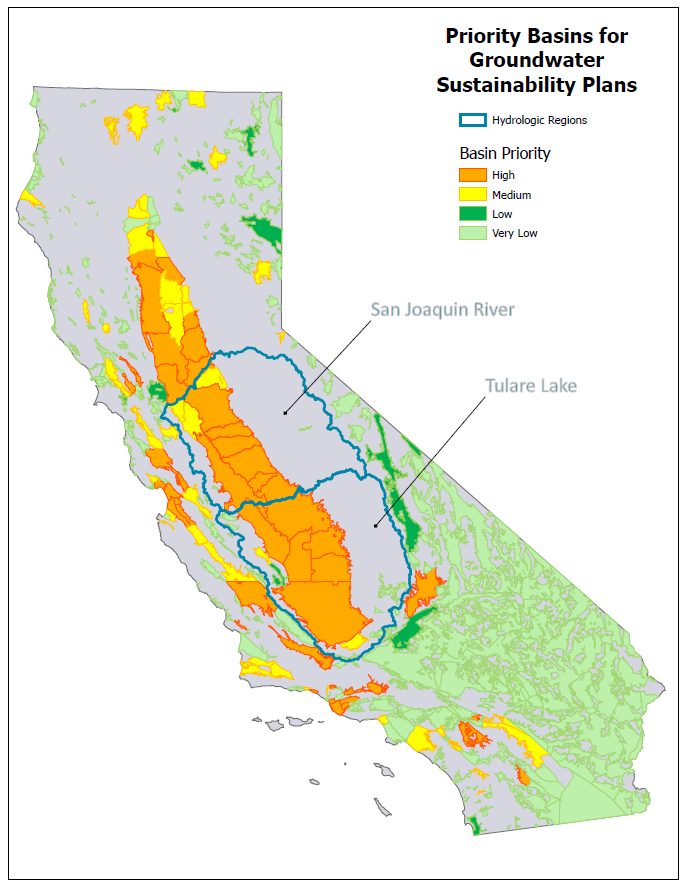 Priority Basins for
Groundwater
Sustainability Plans
Hydrologic Regions
Basin Priority
High
Medium
Low
Very Low
San Joaquin River
Tulare Lake